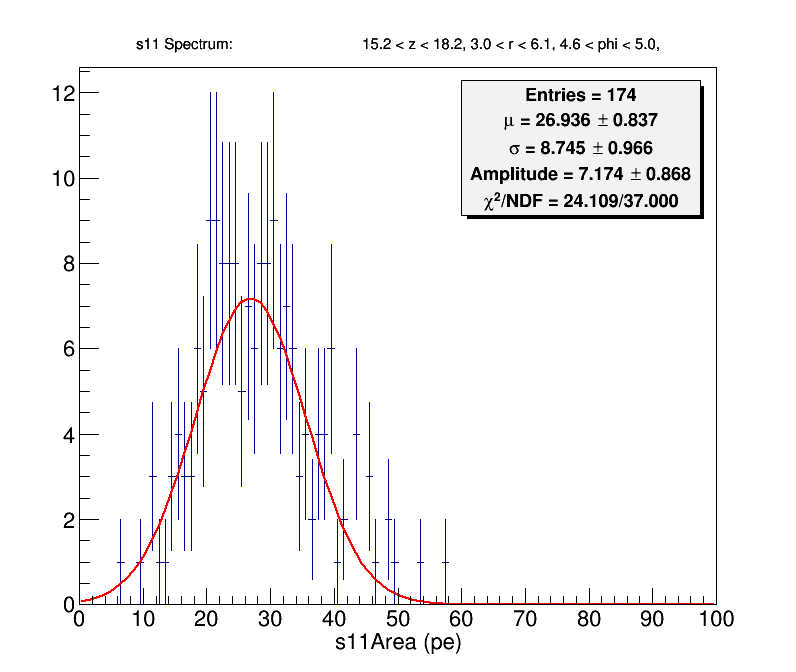 s11 Spectrum: 15.2 < z < 18.2, 3.0 < r < 6.1, 4.6 < phi < 5.0,
Entries = 174
μ = 26.936 ± 0.837
σ = 8.745 ± 0.966
Amplitude = 7.174 ± 0.868
χ²/NDF = 24.109/37.000
12
10
8
6
4
2
0
0 10 20 30 40 50 60 70 80 90 100
s11Area (pe)